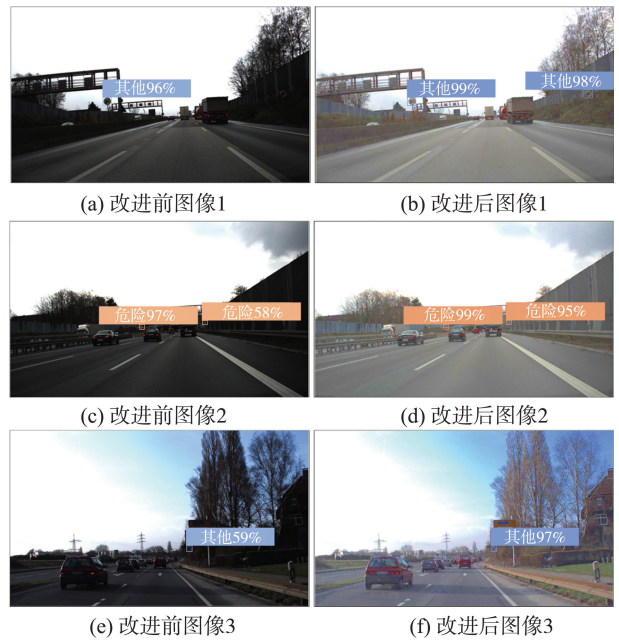 其他96%
其他99%
其他98%
(a) 改进前图像1
(b) 改进后图像1
危险97%
危险58%
危险99%
危险95%
(c) 改进前图像2
(d) 改进后图像2
其他59%
其他97%
(e) 改进前图像3
(f) 改进后图像3